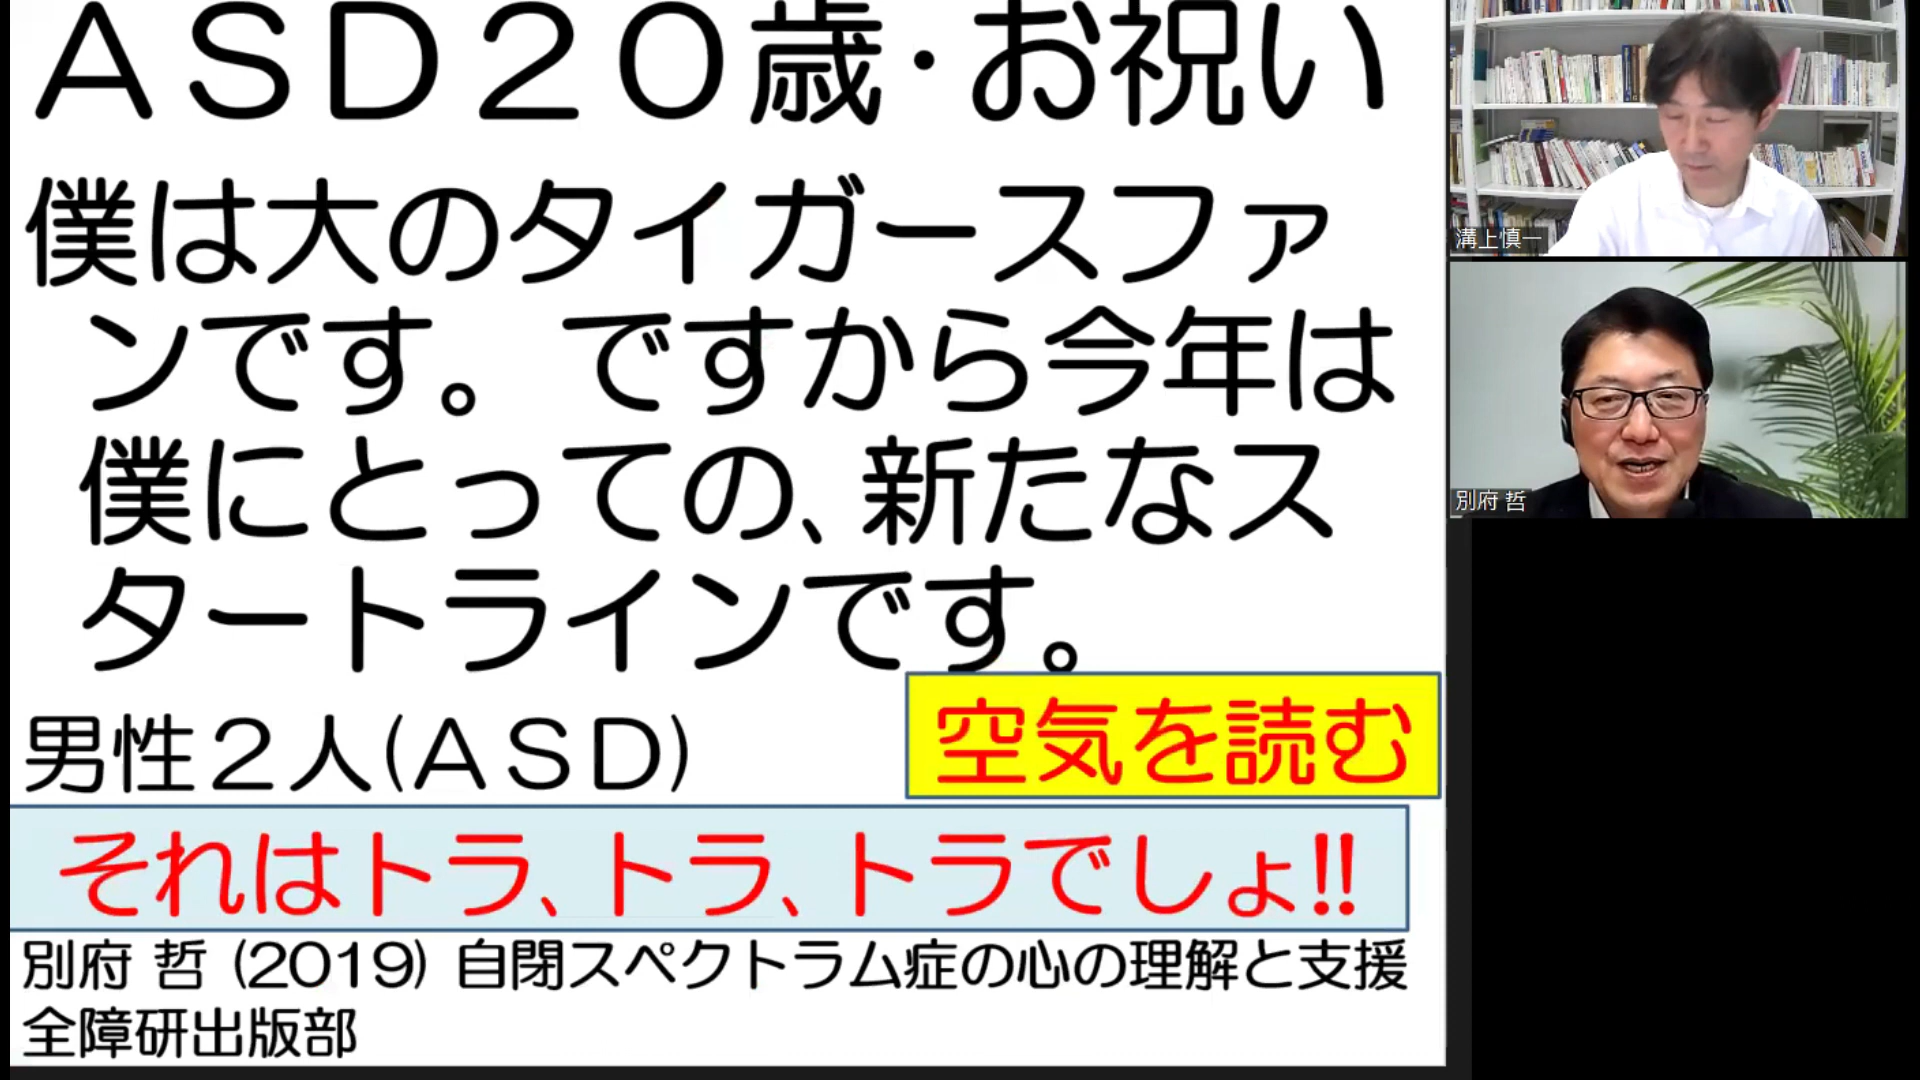 ＡＳＤ２０歳・お祝い
僕は大のタイガースファ
ンです。ですから今年は
僕にとっての、新たなス
タートラインです。
男性２人(ＡＳＤ)
空気を読む
それはトラ、トラ、トラでしょ!!
別府 哲 (2019) 自閉スペクトラム症の心の理解と支援
全障研出版部
溝上慎一
別府 哲